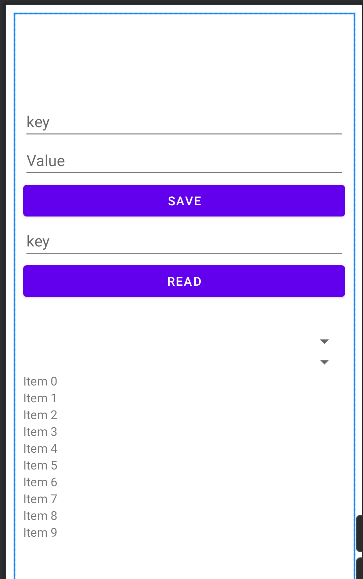 key
Value
SAVE
key
READ
Item 0
Item 1
Item 2
Item 3
Item 4
Item 5
Item 6
Item 7
Item 8
Item 9